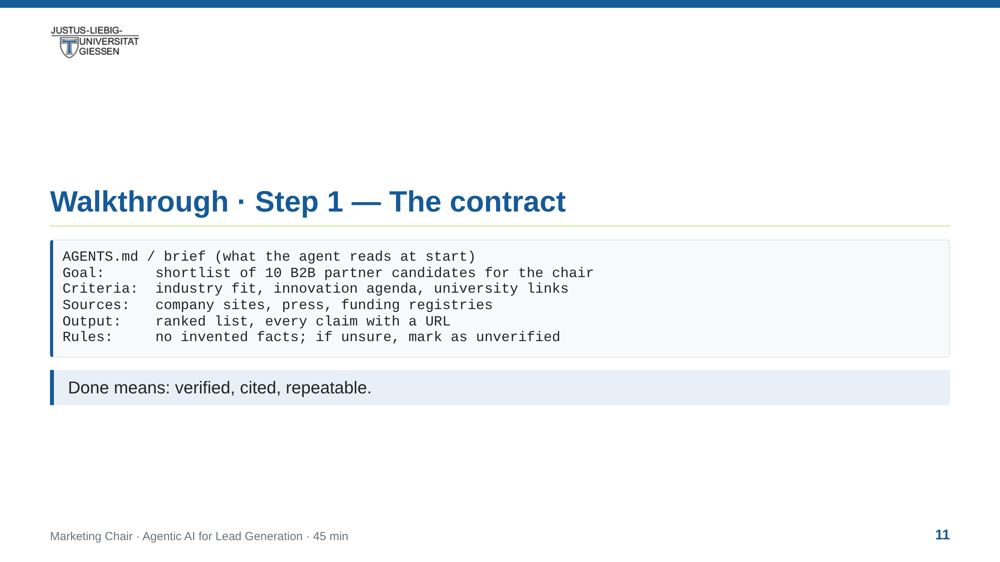 JUSTUS-LIEBIG-
UNIVERSITÄT
GIESSEN
Walkthrough · Step 1 — The contract
AGENTS.md / brief (what the agent reads at start)
Goal:      shortlist of 10 B2B partner candidates for the chair
Criteria:  industry fit, innovation agenda, university links
Sources:   company sites, press, funding registries
Output:    ranked list, every claim with a URL
Rules:     no invented facts; if unsure, mark as unverified
Done means: verified, cited, repeatable.
Marketing Chair · Agentic AI for Lead Generation · 45 min
11